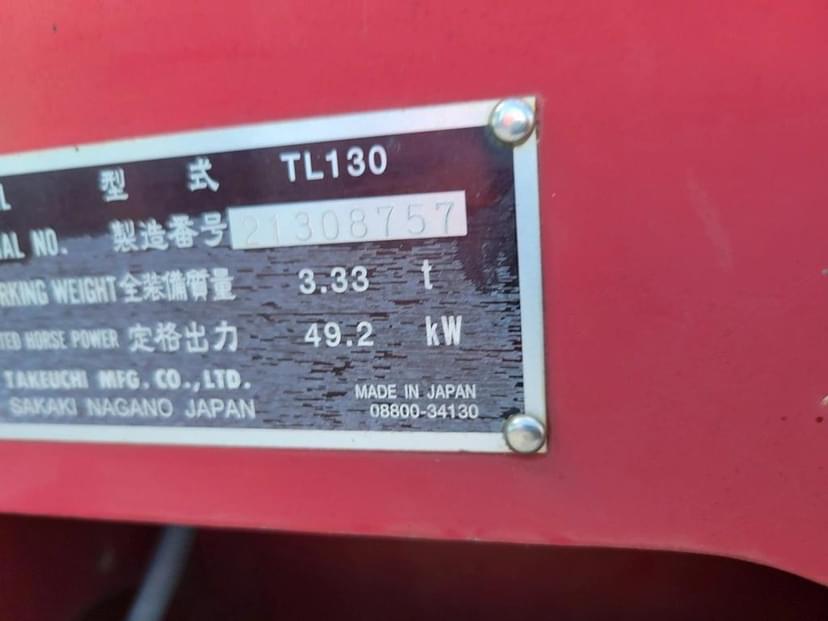 L 型 式 TL130
AL NO. 製造番号 21308757
RKING WEIGHT 全装備質量 3.33 t
TED HORSE POWER 定格出力 49.2 kW
TAKEUCHI MFG. CO., LTD.
SAKAKI NAGANO JAPAN
MADE IN JAPAN
08800-34130